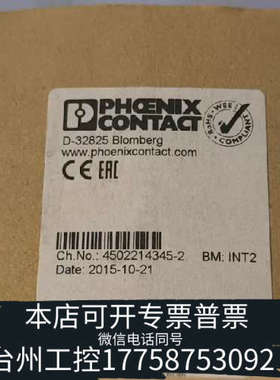 PHŒNIX
CONTACT
RoHS WEEE
COMPLIANT
D-32825 Blomberg
www.phoenixcontact.com
CE EAC
Ch.No.: 4502214345-2 BM: INT2
Date: 2015-10-21
本店可开专票普票
微信电话同号
台州工控17758753092